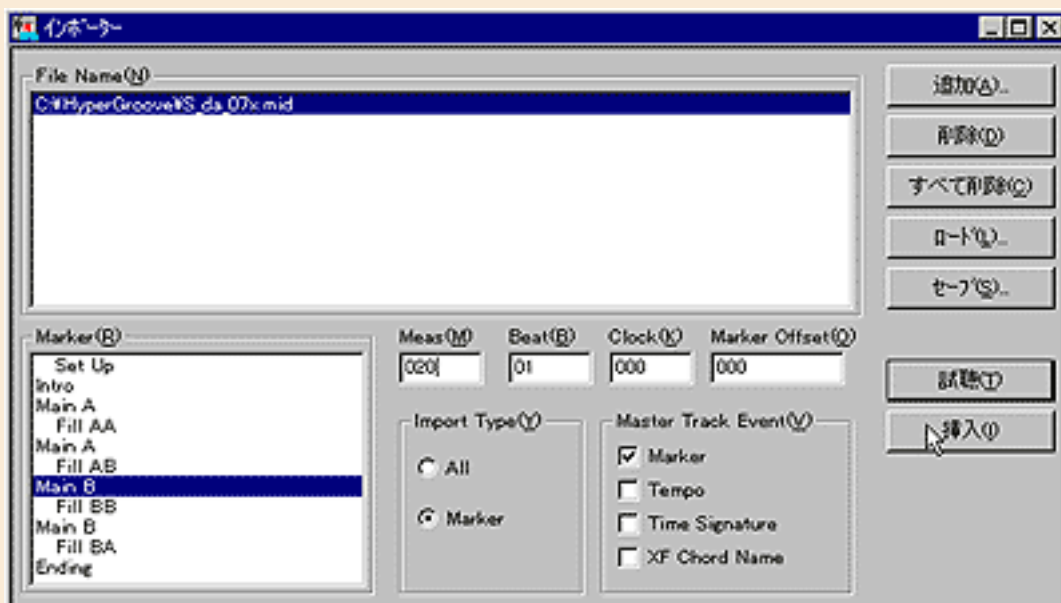 インポーター
File Name(N)
C:¥HyperGroove¥S_da_07x.mid
追加(A)...
削除(D)
すべて削除(C)
ロード(L)...
セーブ(S)...
Marker(R)
Set Up
Intro
Main A
Fill AA
Main A
Fill AB
Main B
Fill BB
Main B
Fill BA
Ending
Meas(M)
Beat(B)
Clock(K)
Marker Offset(O)
020
01
000
000
Import Type(Y)
All
Marker
Master Track Event(V)
Marker
Tempo
Time Signature
XF Chord Name
試聴(T)
挿入(I)